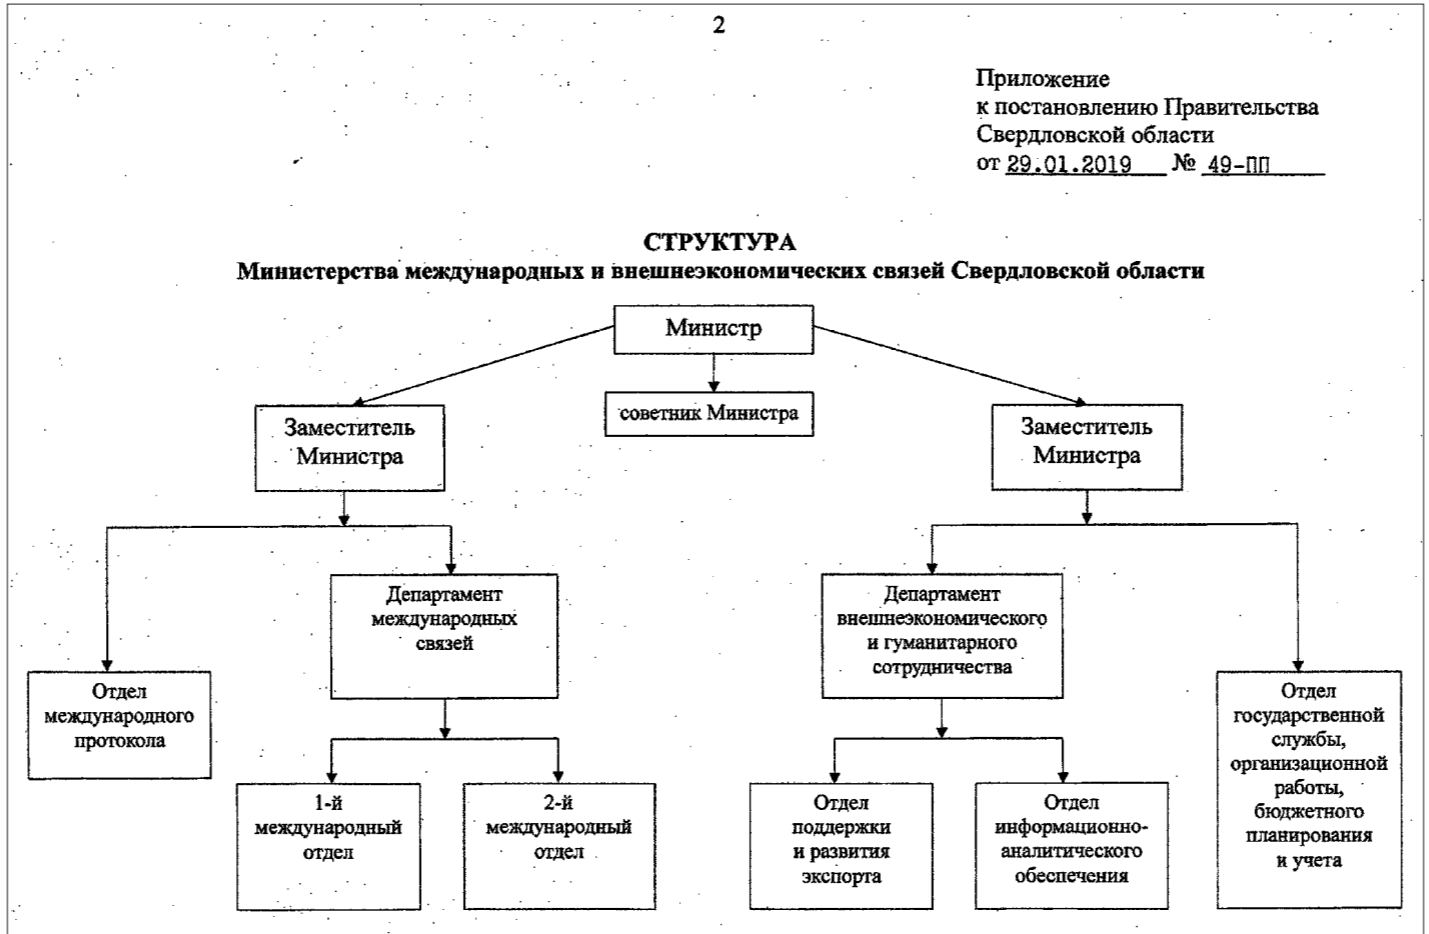 2
Приложение
к постановлению Правительства
Свердловской области
от 29.01.2019 № 49-ПП
СТРУКТУРА
Министерства международных и внешнеэкономических связей Свердловской области
Министр
советник Министра
Заместитель
Министра
Заместитель
Министра
Департамент
международных
связей
Департамент
внешнеэкономического
и гуманитарного
сотрудничества
Отдел
международного
протокола
Отдел
государственной
службы,
организационной
работы,
бюджетного
планирования
и учета
1-й
международный
отдел
2-й
международный
отдел
Отдел
поддержки
и развития
экспорта
Отдел
информационно-
аналитического
обеспечения